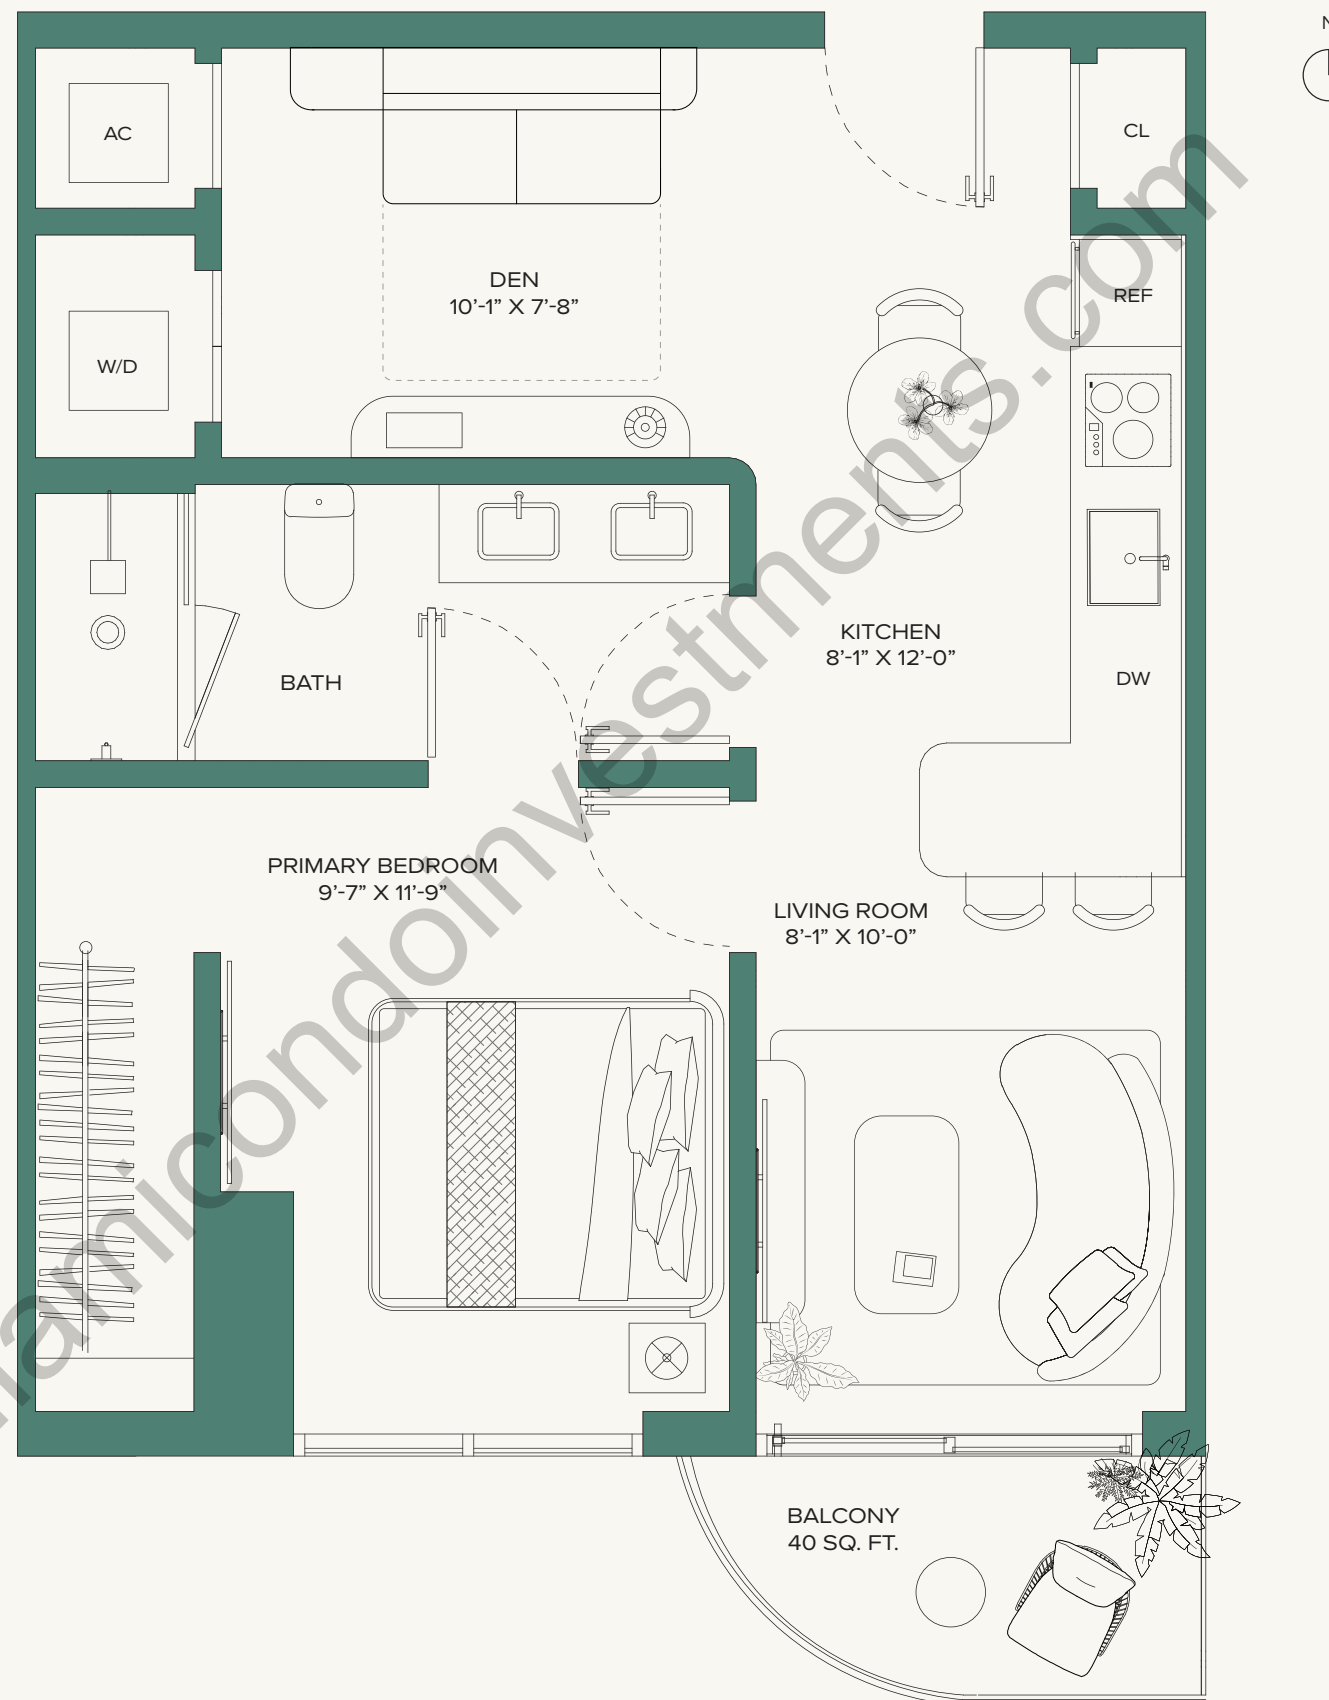 N
AC
CL
DEN
10'-1” X 7'-8”
REF
W/D
KITCHEN
8'-1” X 12'-0”
BATH
DW
PRIMARY BEDROOM
9'-7” X 11'-9”
LIVING ROOM
8'-1” X 10'-0”
BALCONY
40 SQ. FT.
miamicondoinvestments.com